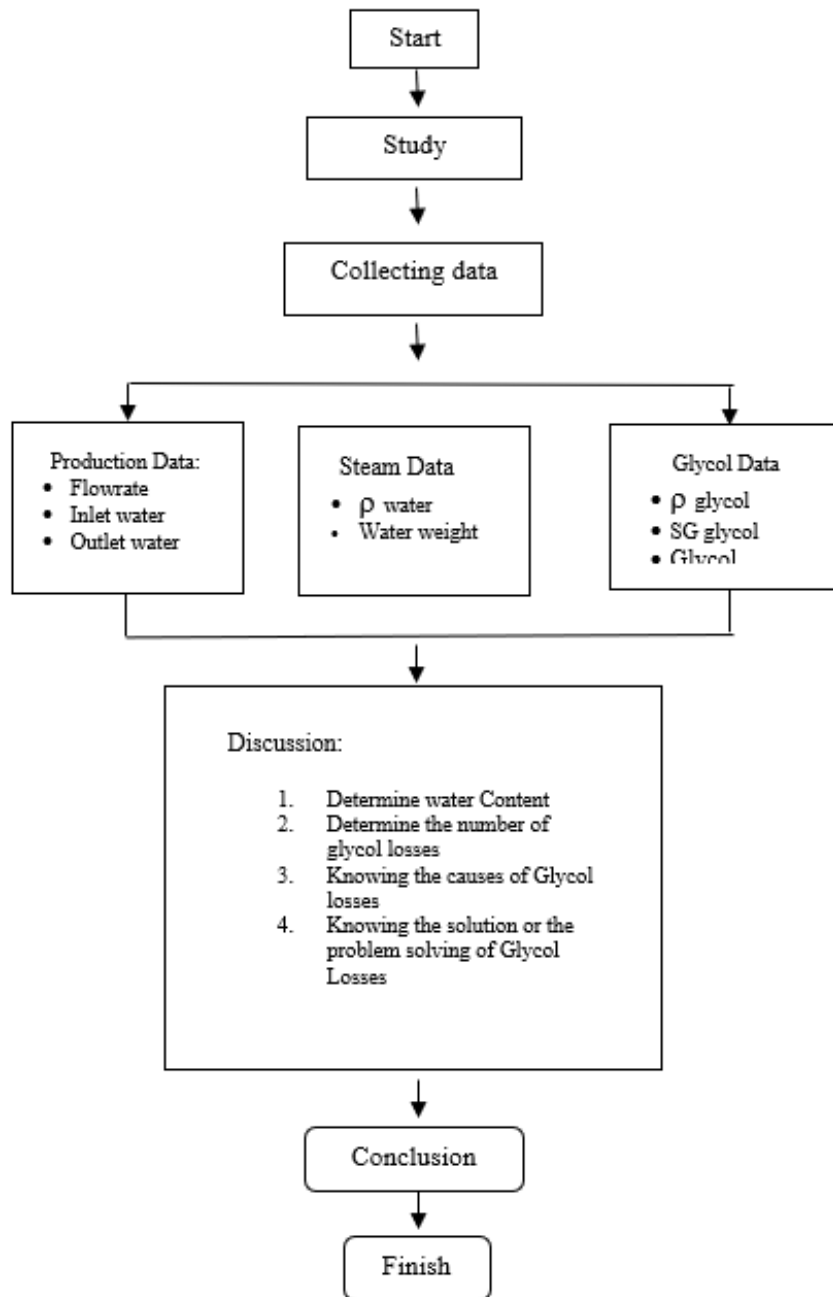 Start
Study
Collecting data
Production Data:
• Flowrate
• Inlet water
• Outlet water
Steam Data
• ρ water
• Water weight
Glycol Data
• ρ glycol
• SG glycol
• Glycol
Discussion:
1. Determine water Content
2. Determine the number of
glycol losses
3. Knowing the causes of Glycol
losses
4. Knowing the solution or the
problem solving of Glycol
Losses
Conclusion
Finish